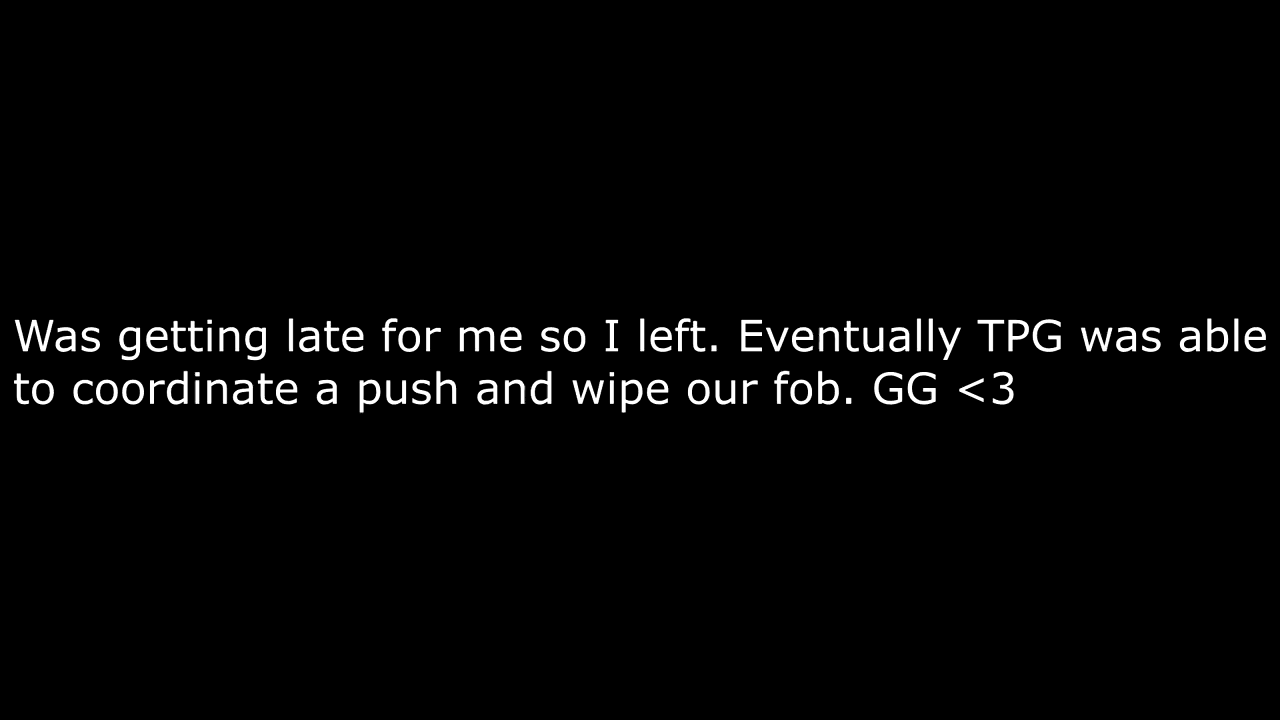 Was getting late for me so I left. Eventually TPG was able
to coordinate a push and wipe our fob. GG <3